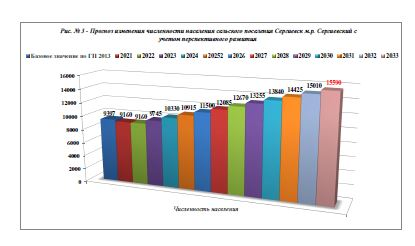 Рис. № 3 - Прогноз изменения численности населения сельского поселения Сергиевск м.р. Сергиевский с
учетом перспективного развития
Базовое значение по ГП 2013 2021 2022 2023 2024 20252 2026 2027 2028 2029 2030 2031 2032 2033
16000
14000
12000
10000
8000
6000
4000
2000
0
9397 9160 9160 9745 10330 10915 11500 12085 12670 13255 13840 14425 15010 15590
Численность населения